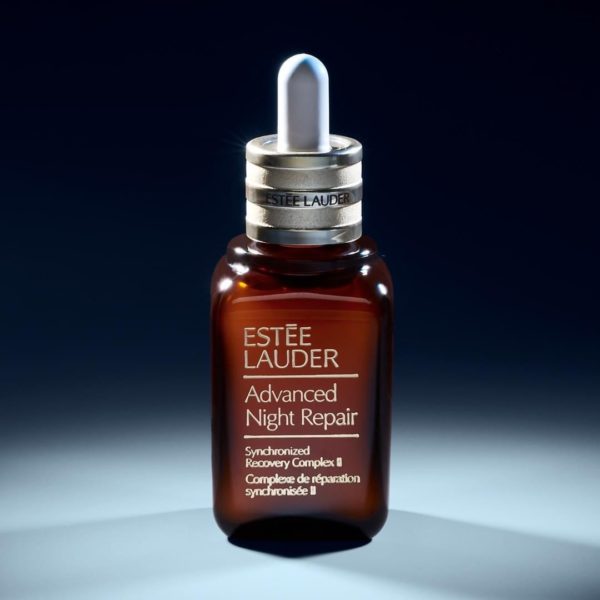 ESTĒE LAUDER
ESTĒE
LAUDER
Advanced
Night Repair
Synchronized
Recovery Complex II
Complexe de réparation
synchronisée II